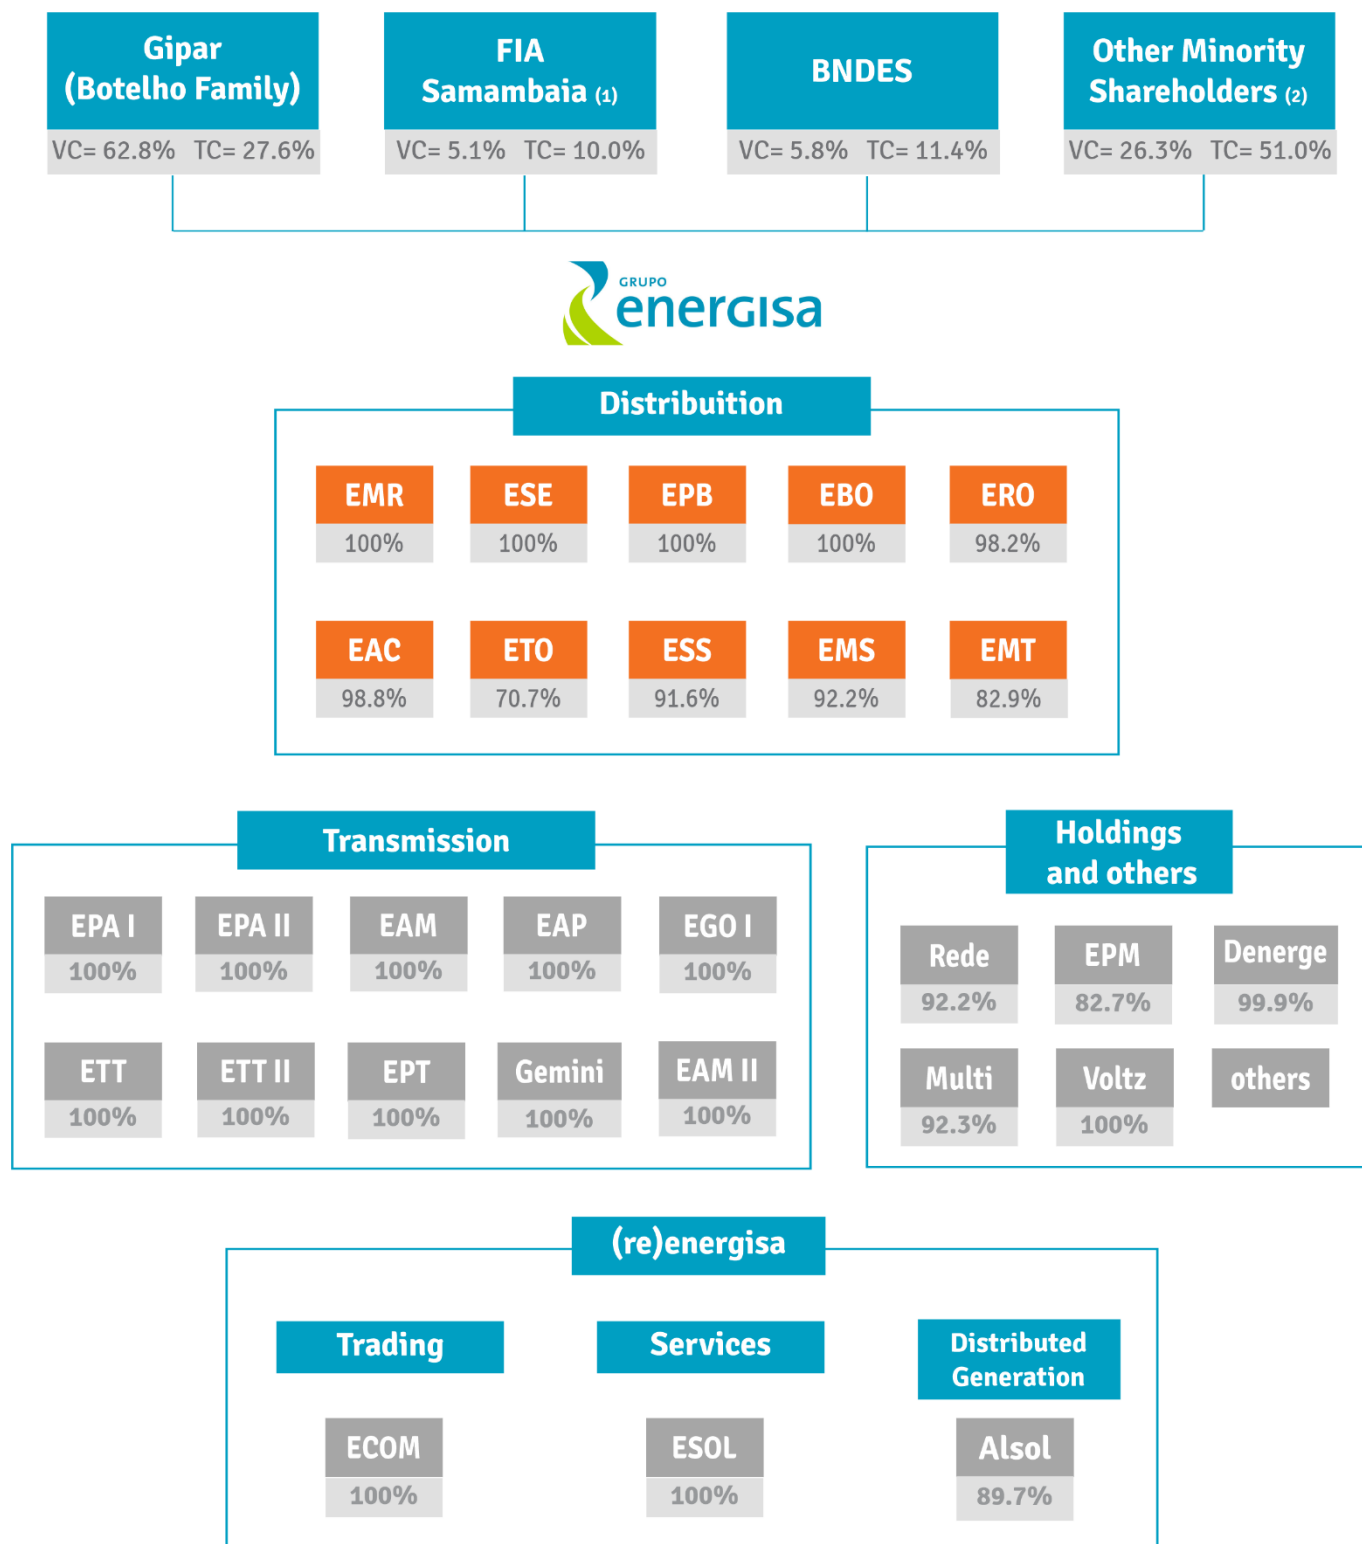 Gipar
(Botelho Family)
VC= 62.8% TC= 27.6%
FIA
Samambaia (1)
VC= 5.1% TC= 10.0%
BNDES
VC= 5.8% TC= 11.4%
Other Minority
Shareholders (2)
VC= 26.3% TC= 51.0%
GRUPO
energisa
Distribuition
EMR ESE EPB EBO ERO
100% 100% 100% 100% 98.2%
EAC ETO ESS EMS EMT
98.8% 70.7% 91.6% 92.2% 82.9%
Transmission
EPA I EPA II EAM EAP EGO I
100% 100% 100% 100% 100%
ETT ETT II EPT Gemini EAM II
100% 100% 100% 100% 100%
Holdings
and others
Rede EPM Denerge
92.2% 82.7% 99.9%
Multi Voltz others
92.3% 100%
(re)energisa
Trading
ECOM
100%
Services
ESOL
100%
Distributed
Generation
Alsol
89.7%